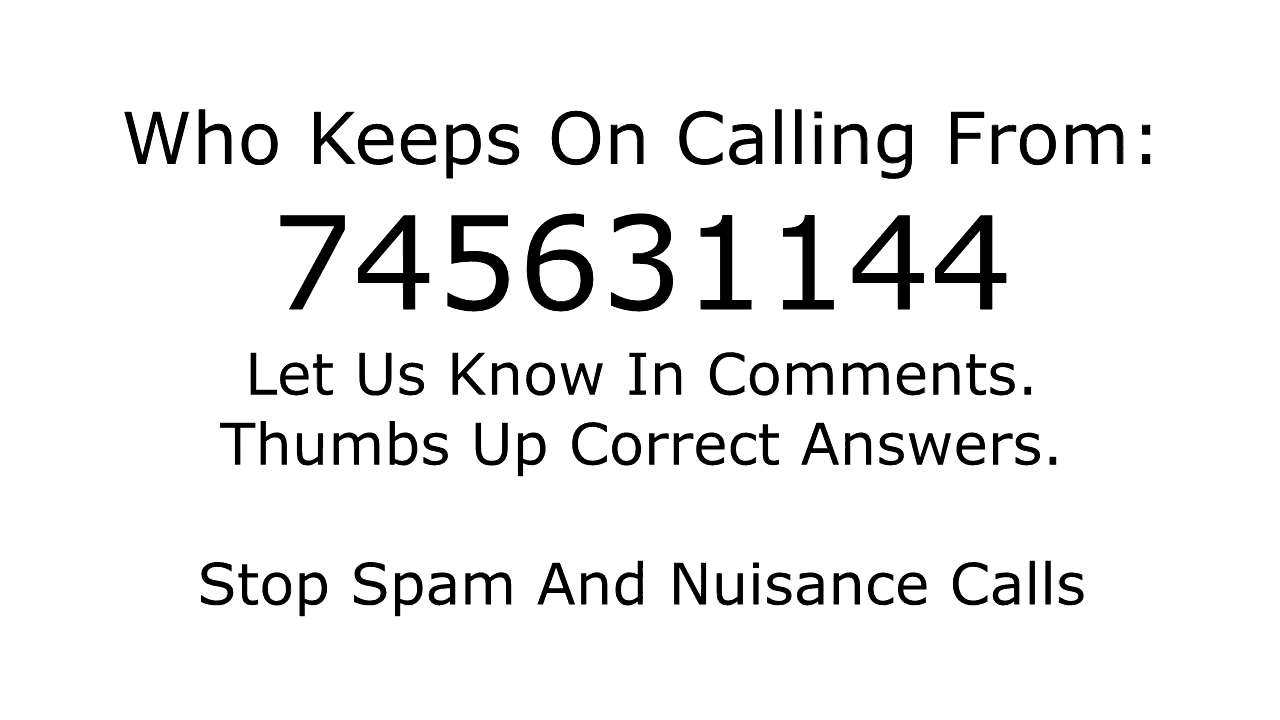 Who Keeps On Calling From:
745631144
Let Us Know In Comments.
Thumbs Up Correct Answers.
Stop Spam And Nuisance Calls